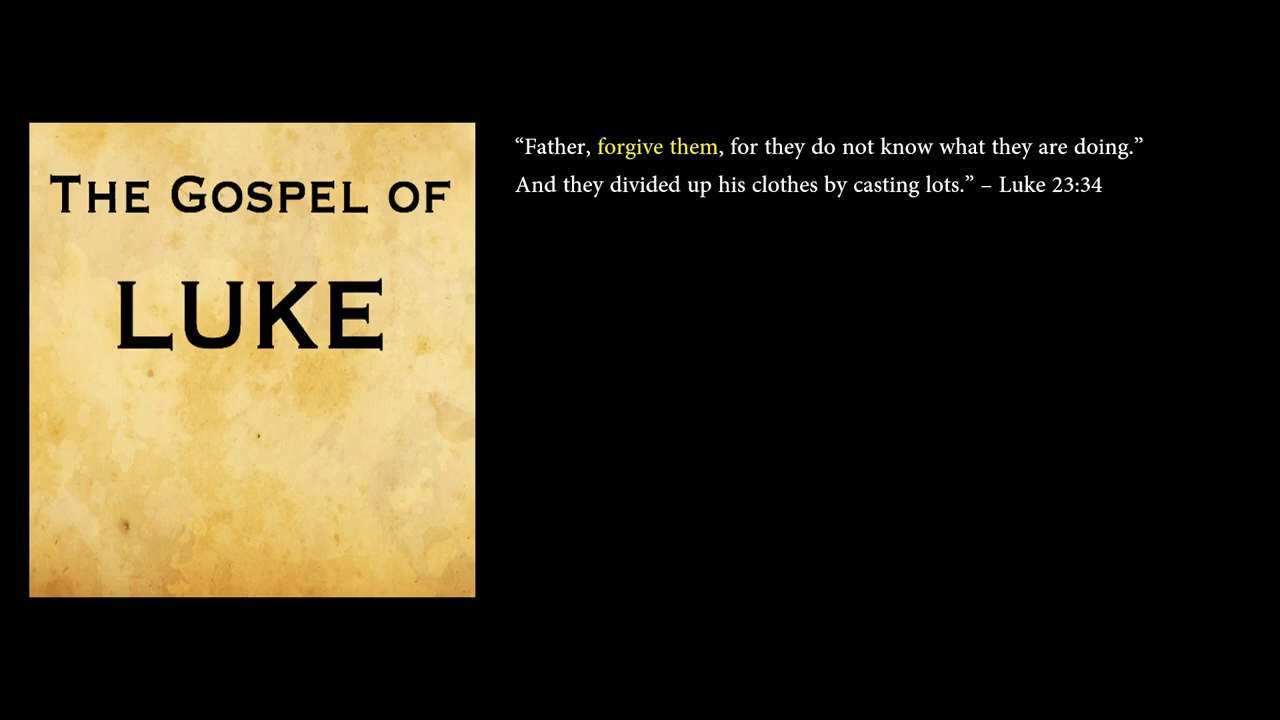 THE GOSPEL OF
LUKE
“Father, forgive them, for they do not know what they are doing.”
And they divided up his clothes by casting lots.” – Luke 23:34